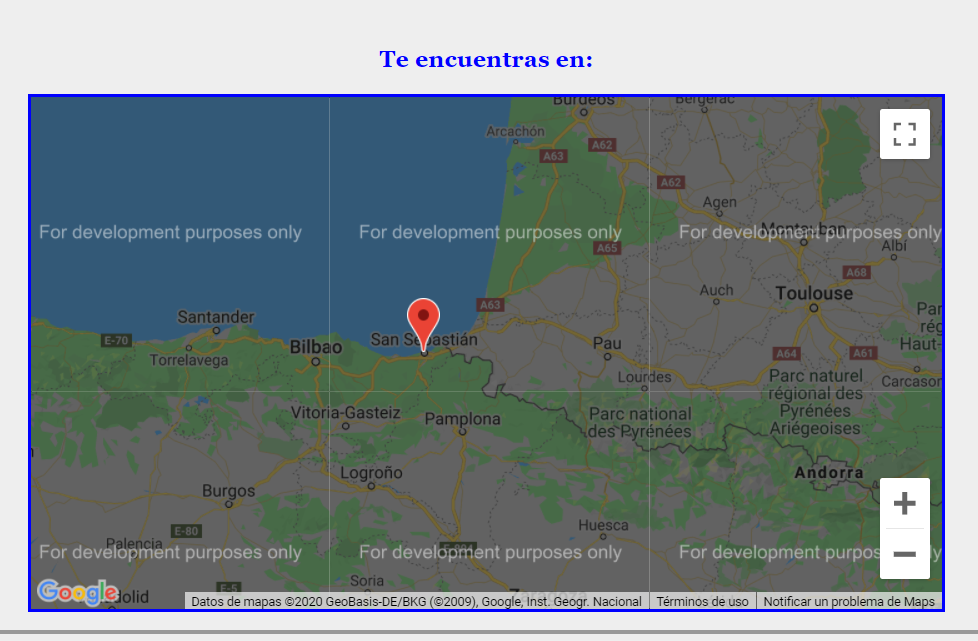 Te encuentras en:
Burdeos
Bergerac
Arcachón
A62
A63
A62
Agen
For development purposes only
For development purposes only
For development purposes only
Montauban
A65
Albí
A68
Auch
Toulouse
A63
Santander
E-70
San Sebastián
Bilbao
Pau
Haut-
Torrelavega
A64
A61
Lourdes
Parc naturel
régional des
Pyrénées
Ariégeoises
Carcason
Vitoria-Gasteiz
Pamplona
Parc national
des Pyrénées
Logroño
Andorra
Burgos
Huesca
E-80
Palencia
For development purposes only
For development purposes only
For development purpos
ly
Soria
E-5
Google
Datos de mapas ©2020 GeoBasis-DE/BKG (©2009), Google, Inst. Geogr. Nacional
Términos de uso
Notificar un problema de Maps